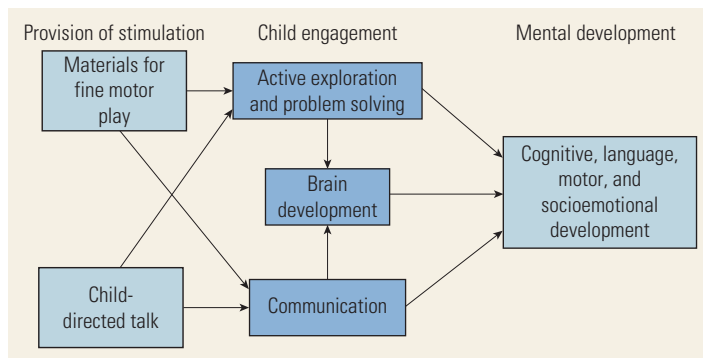 Provision of stimulation
Child engagement
Mental development
Materials for
fine motor
play
Active exploration
and problem solving
Brain
development
Cognitive, language,
motor, and
socioemotional
development
Child-
directed talk
Communication